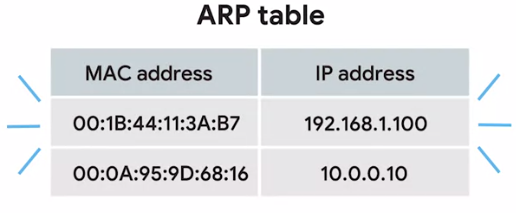 ARP table
MAC address IP address
00:1B:44:11:3A:B7 192.168.1.100
00:0A:95:9D:68:16 10.0.0.10